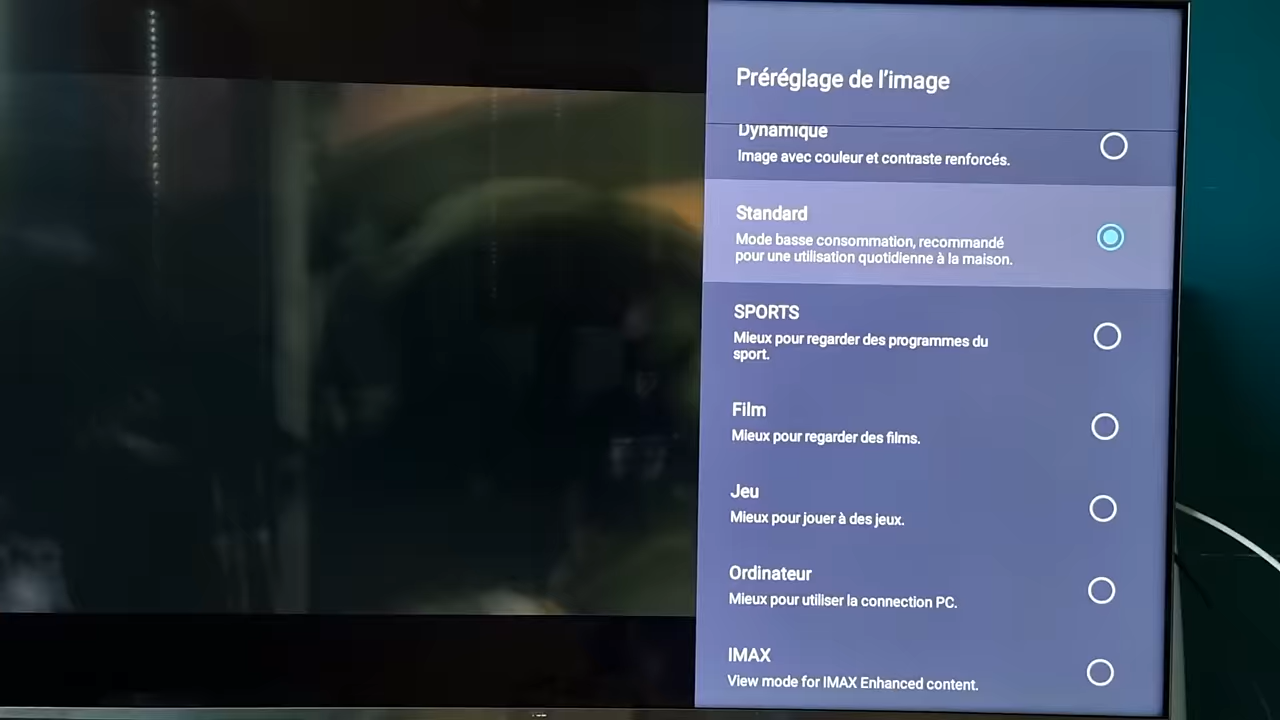 Préréglage de l'image
Dynamique
Image avec couleur et contraste renforcés.
Standard
Mode basse consommation, recommandé
pour une utilisation quotidienne à la maison.
SPORTS
Mieux pour regarder des programmes du
sport.
Film
Mieux pour regarder des films.
Jeu
Mieux pour jouer à des jeux.
Ordinateur
Mieux pour utiliser la connection PC.
IMAX
View mode for IMAX Enhanced content.